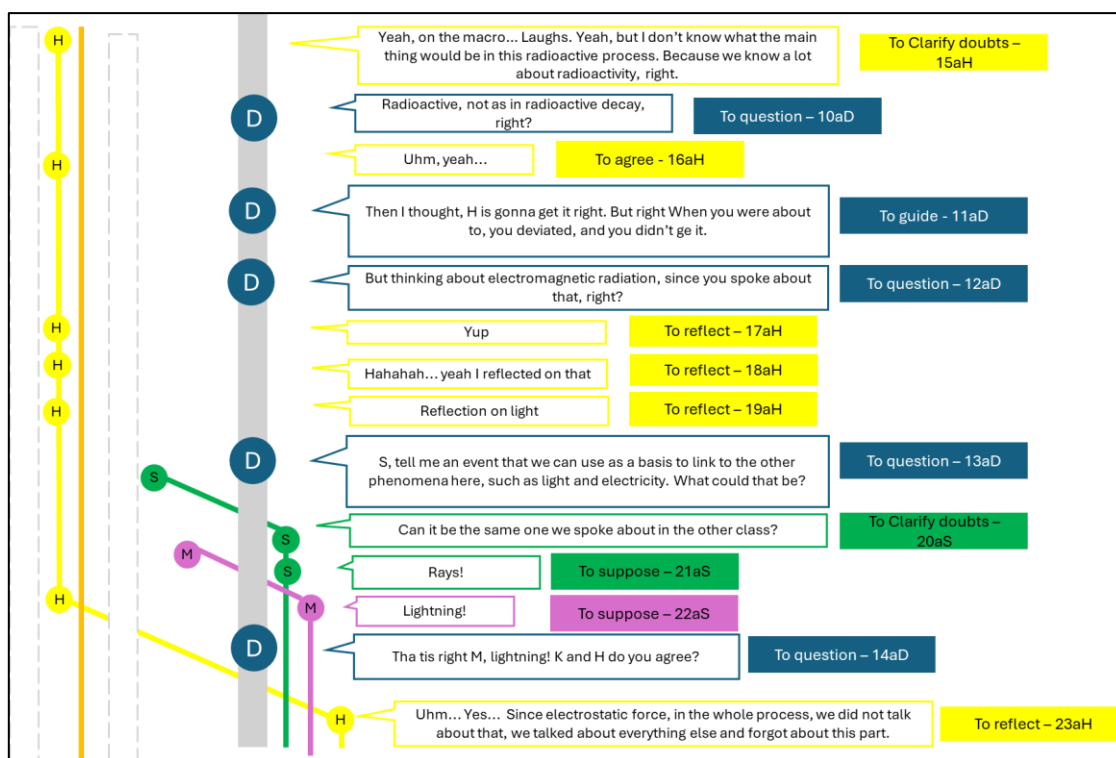 H
Yeah, on the macro... Laughs. Yeah, but I don't know what the main
thing would be in this radioactive process. Because we know a lot
about radioactivity, right.
To Clarify doubts –
15aH
D
Radioactive, not as in radioactive decay,
right?
To question – 10aD
H
Uhm, yeah...
To agree - 16aH
D
Then I thought, H is gonna get it right. But right When you were about
to, you deviated, and you didn't ge it.
To guide - 11aD
D
But thinking about electromagnetic radiation, since you spoke about
that, right?
To question – 12aD
H
Yup
To reflect – 17aH
H
Hahahah... yeah I reflected on that
To reflect – 18aH
H
Reflection on light
To reflect – 19aH
D
S, tell me an event that we can use as a basis to link to the other
phenomena here, such as light and electricity. What could that be?
To question – 13aD
S
S
Can it be the same one we spoke about in the other class?
To Clarify doubts –
20aS
M
S
Rays!
To suppose – 21aS
H
M
Lightning!
To suppose – 22aS
D
Tha tis right M, lightning! K and H do you agree?
To question – 14aD
H
Uhm... Yes... Since electrostatic force, in the whole process, we did not talk
about that, we talked about everything else and forgot about this part.
To reflect – 23aH